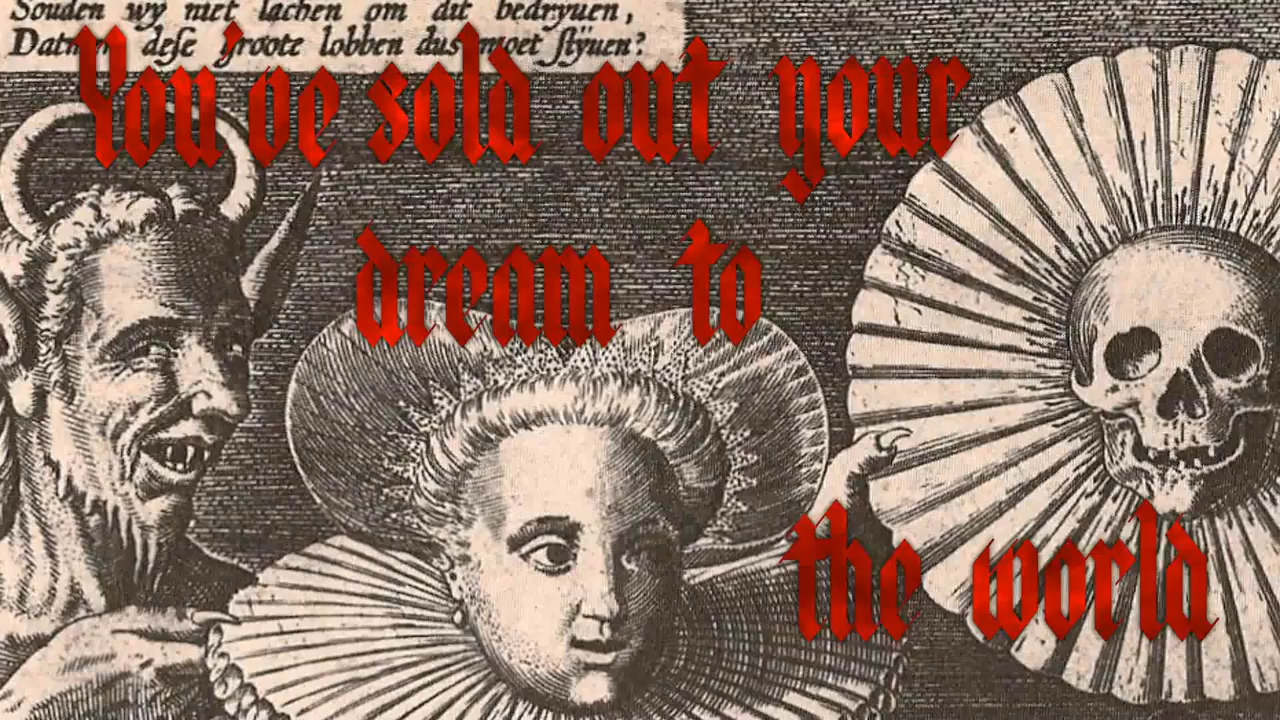 Souden wy niet lachen om dit bedryuen,
dese groote lobben dus moet styuen?
You've sold out your
dream to
the world